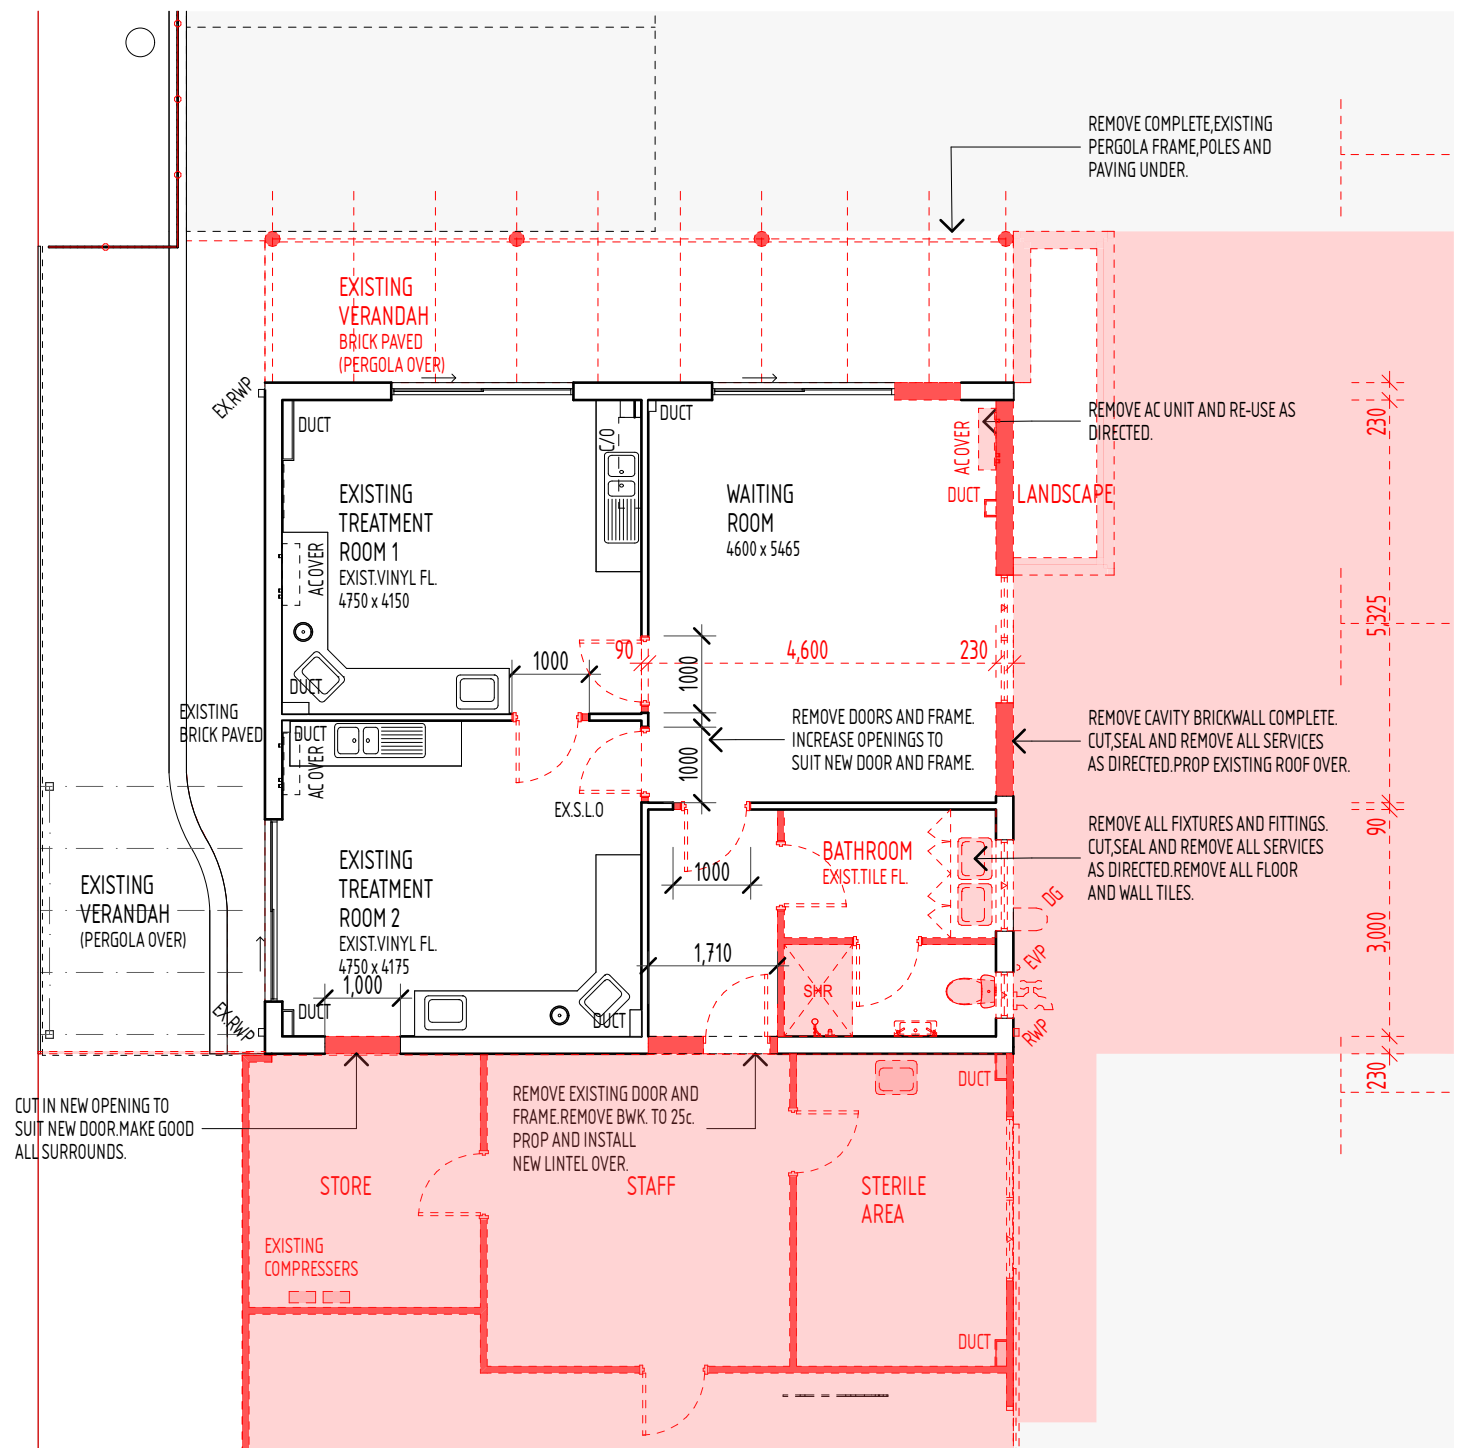 REMOVE COMPLETE,EXISTING
PERGOLA FRAME,POLES AND
PAVING UNDER.
EXISTING
VERANDAH
BRICK PAVED
(PERGOLA OVER)
EX.RWP
DUCT
C/O
DUCT
AC OVER
REMOVE AC UNIT AND RE-USE AS
DIRECTED.
230
EXISTING
TREATMENT
ROOM 1
EXIST.VINYL FL.
4750 x 4150
AC OVER
WAITING
ROOM
4600 x 5465
DUCT
LANDSCAPE
5,325
90
4,600
230
1000
1000
DUCT
EXISTING
BRICK PAVED
DUCT
AC OVER
1000
REMOVE DOORS AND FRAME.
INCREASE OPENINGS TO
SUIT NEW DOOR AND FRAME.
REMOVE CAVITY BRICKWALL COMPLETE.
CUT,SEAL AND REMOVE ALL SERVICES
AS DIRECTED.PROP EXISTING ROOF OVER.
EX.S.L.O
REMOVE ALL FIXTURES AND FITTINGS.
CUT,SEAL AND REMOVE ALL SERVICES
AS DIRECTED.REMOVE ALL FLOOR
AND WALL TILES.
90
BATHROOM
EXIST.TILE FL.
1000
EXISTING
TREATMENT
ROOM 2
EXIST.VINYL FL.
4750 x 4175
EXISTING
VERANDAH
(PERGOLA OVER)
DG
3,000
1,710
EVP
1,000
SHR
EX.RWP
DUCT
DUCT
RWP
230
DUCT
CUT IN NEW OPENING TO
SUIT NEW DOOR.MAKE GOOD
ALL SURROUNDS.
REMOVE EXISTING DOOR AND
FRAME.REMOVE BWK. TO 25c.
PROP AND INSTALL
NEW LINTEL OVER.
STORE
STAFF
STERILE
AREA
EXISTING
COMPRESSERS
DUCT